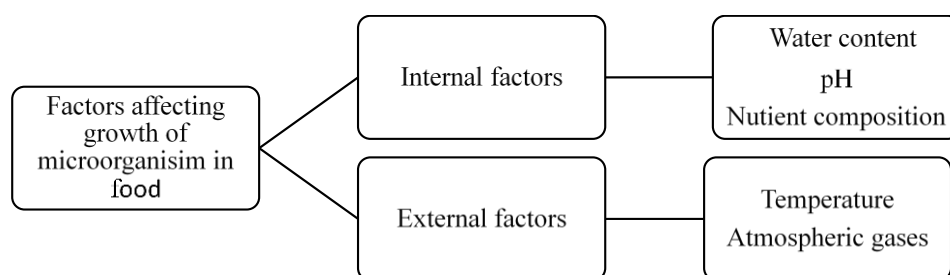 Factors affecting
growth of
microorganisim in
food
Internal factors
Water content
pH
Nutient composition
External factors
Temperature
Atmospheric gases